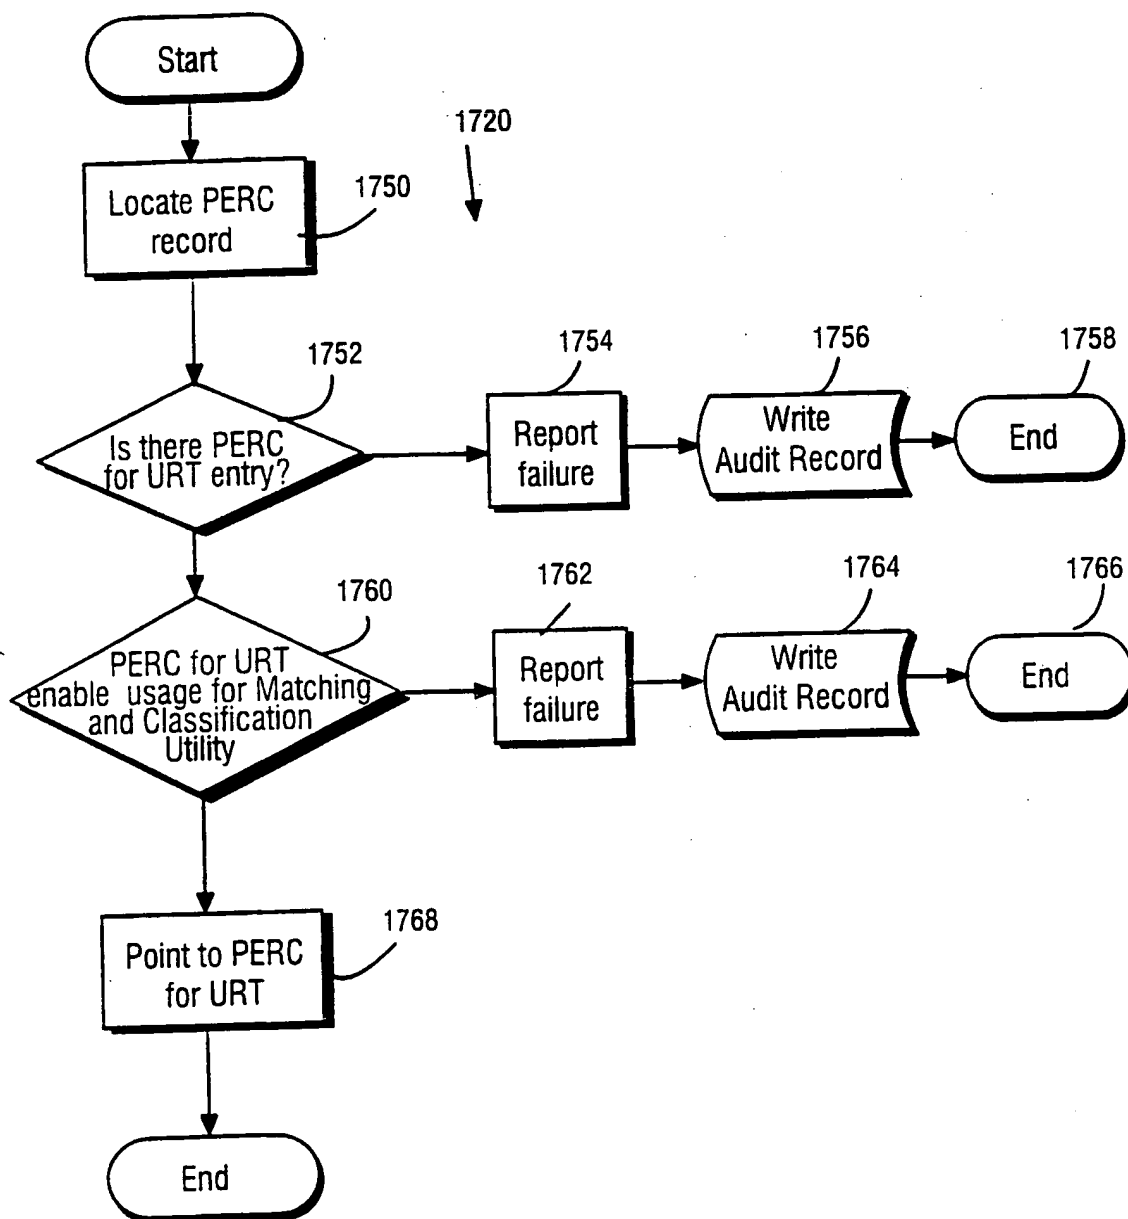 Start
1720
Locate PERC
record
1750
1752
Is there PERC
for URT entry?
1754
Report
failure
1756
Write
Audit Record
1758
End
1760
PERC for URT
enable usage for Matching
and Classification
Utility
1762
Report
failure
1764
Write
Audit Record
1766
End
1768
Point to PERC
for URT
End